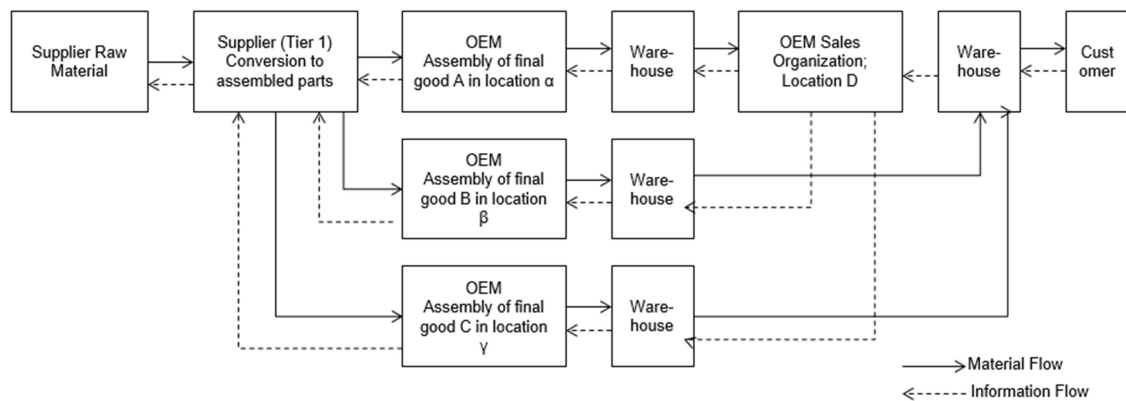 Supplier Raw
Material
Supplier (Tier 1)
Conversion to
assembled parts
OEM
Assembly of final
good A in location α
Ware-
house
OEM Sales
Organization;
Location D
Ware-
house
Cust
omer
OEM
Assembly of final
good B in location
β
Ware-
house
OEM
Assembly of final
good C in location
γ
Ware-
house
Material Flow
Information Flow